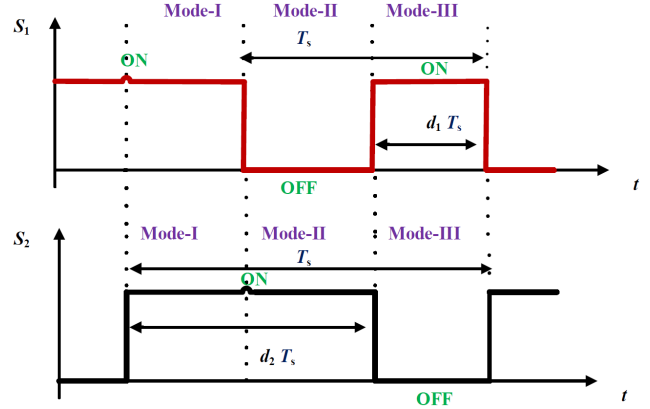 Mode-I Mode-II Mode-III
S1 Ts
ON ON
d1 Ts
OFF
t
S2 Mode-I Mode-II Mode-III
Ts
ON
d2 Ts
OFF t